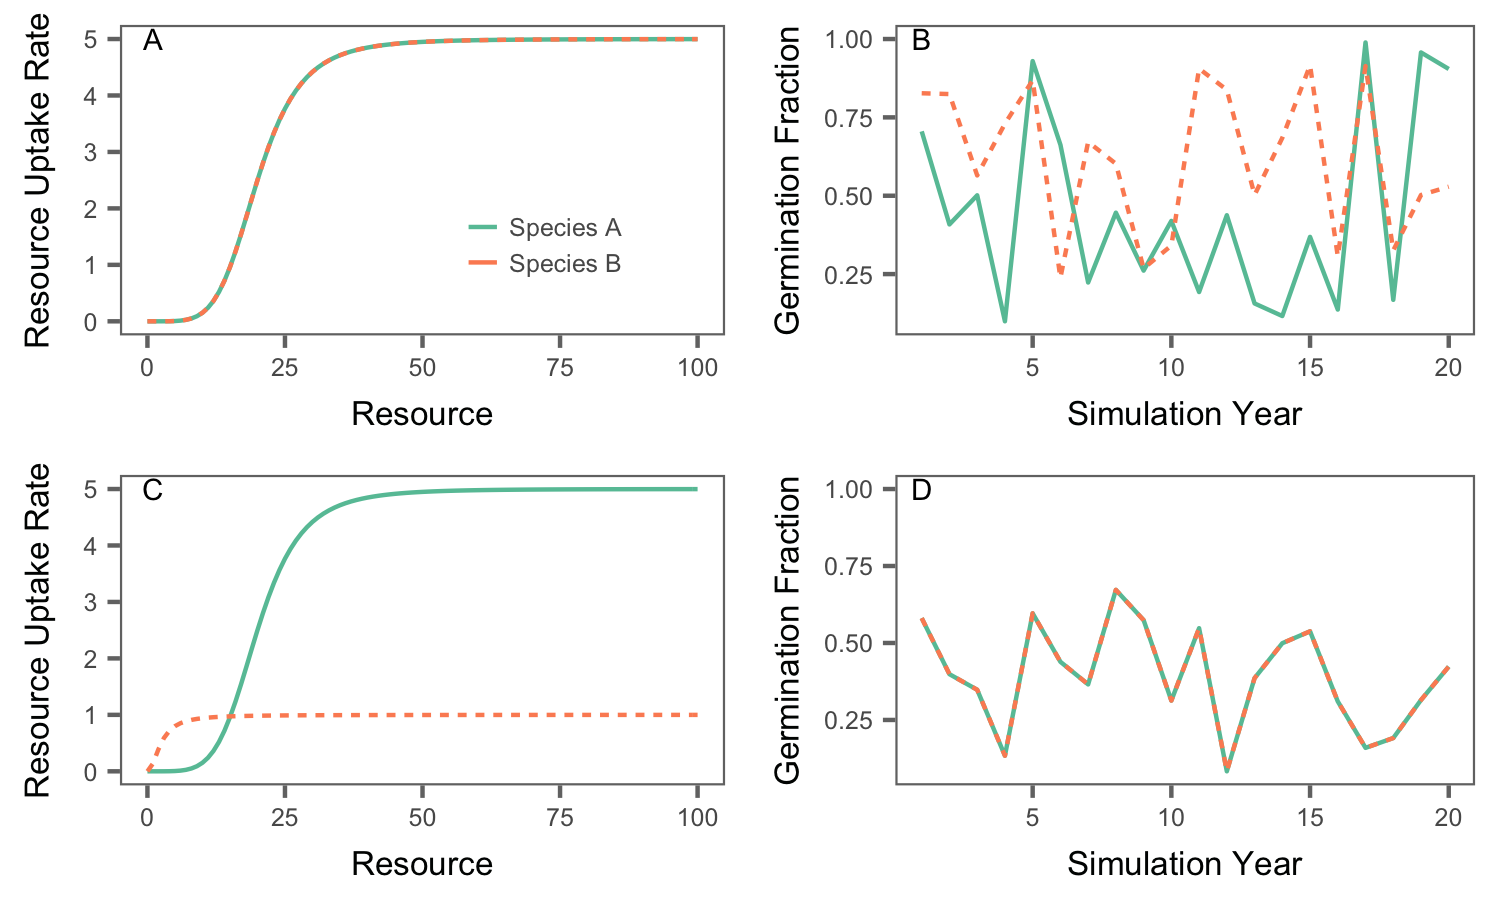 A
Resource Uptake Rate
5
4
3
2
1
0
Species A
Species B
0 25 50 75 100
Resource
B
Germination Fraction
1.00
0.75
0.50
0.25
5 10 15 20
Simulation Year
C
Resource Uptake Rate
5
4
3
2
1
0
0 25 50 75 100
Resource
D
Germination Fraction
1.00
0.75
0.50
0.25
5 10 15 20
Simulation Year